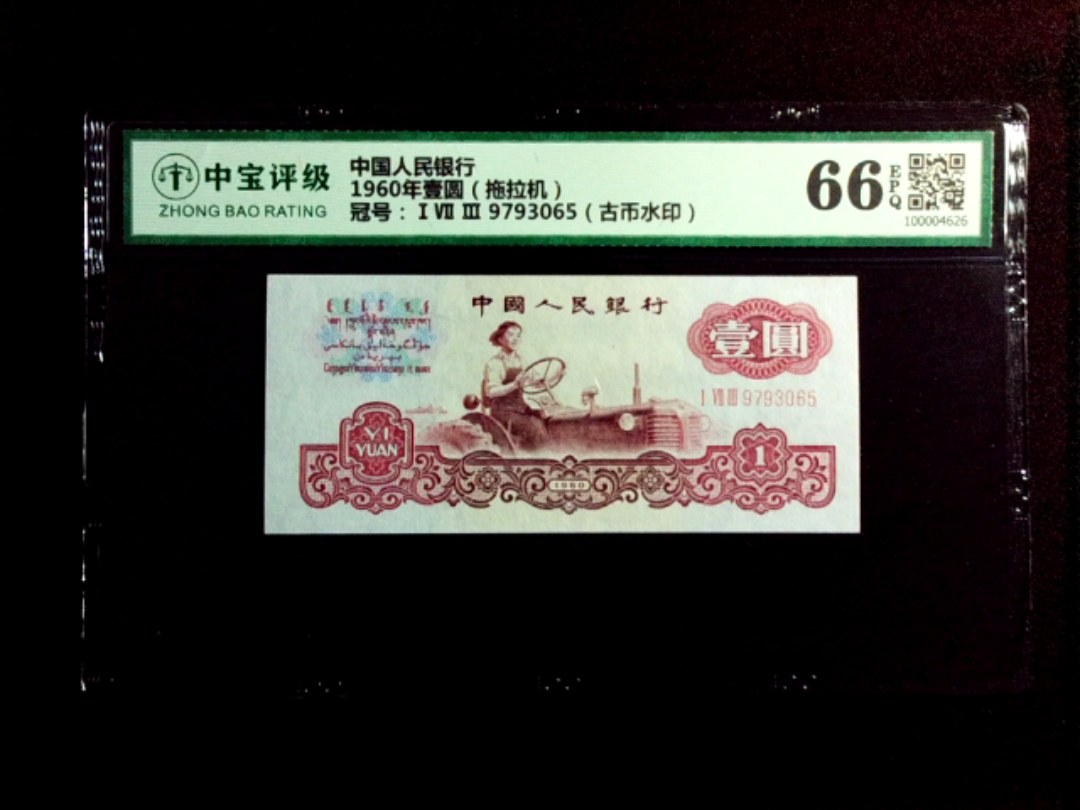 中宝评级
ZHONG BAO RATING
中国人民银行
1960年壹圆（拖拉机）
冠号：Ⅰ Ⅶ Ⅲ 9793065（古币水印）
66
EPQ
100004626
中國人民銀行
壹圓
Ⅰ Ⅶ Ⅲ 9793065
YI
YUAN
1
1960